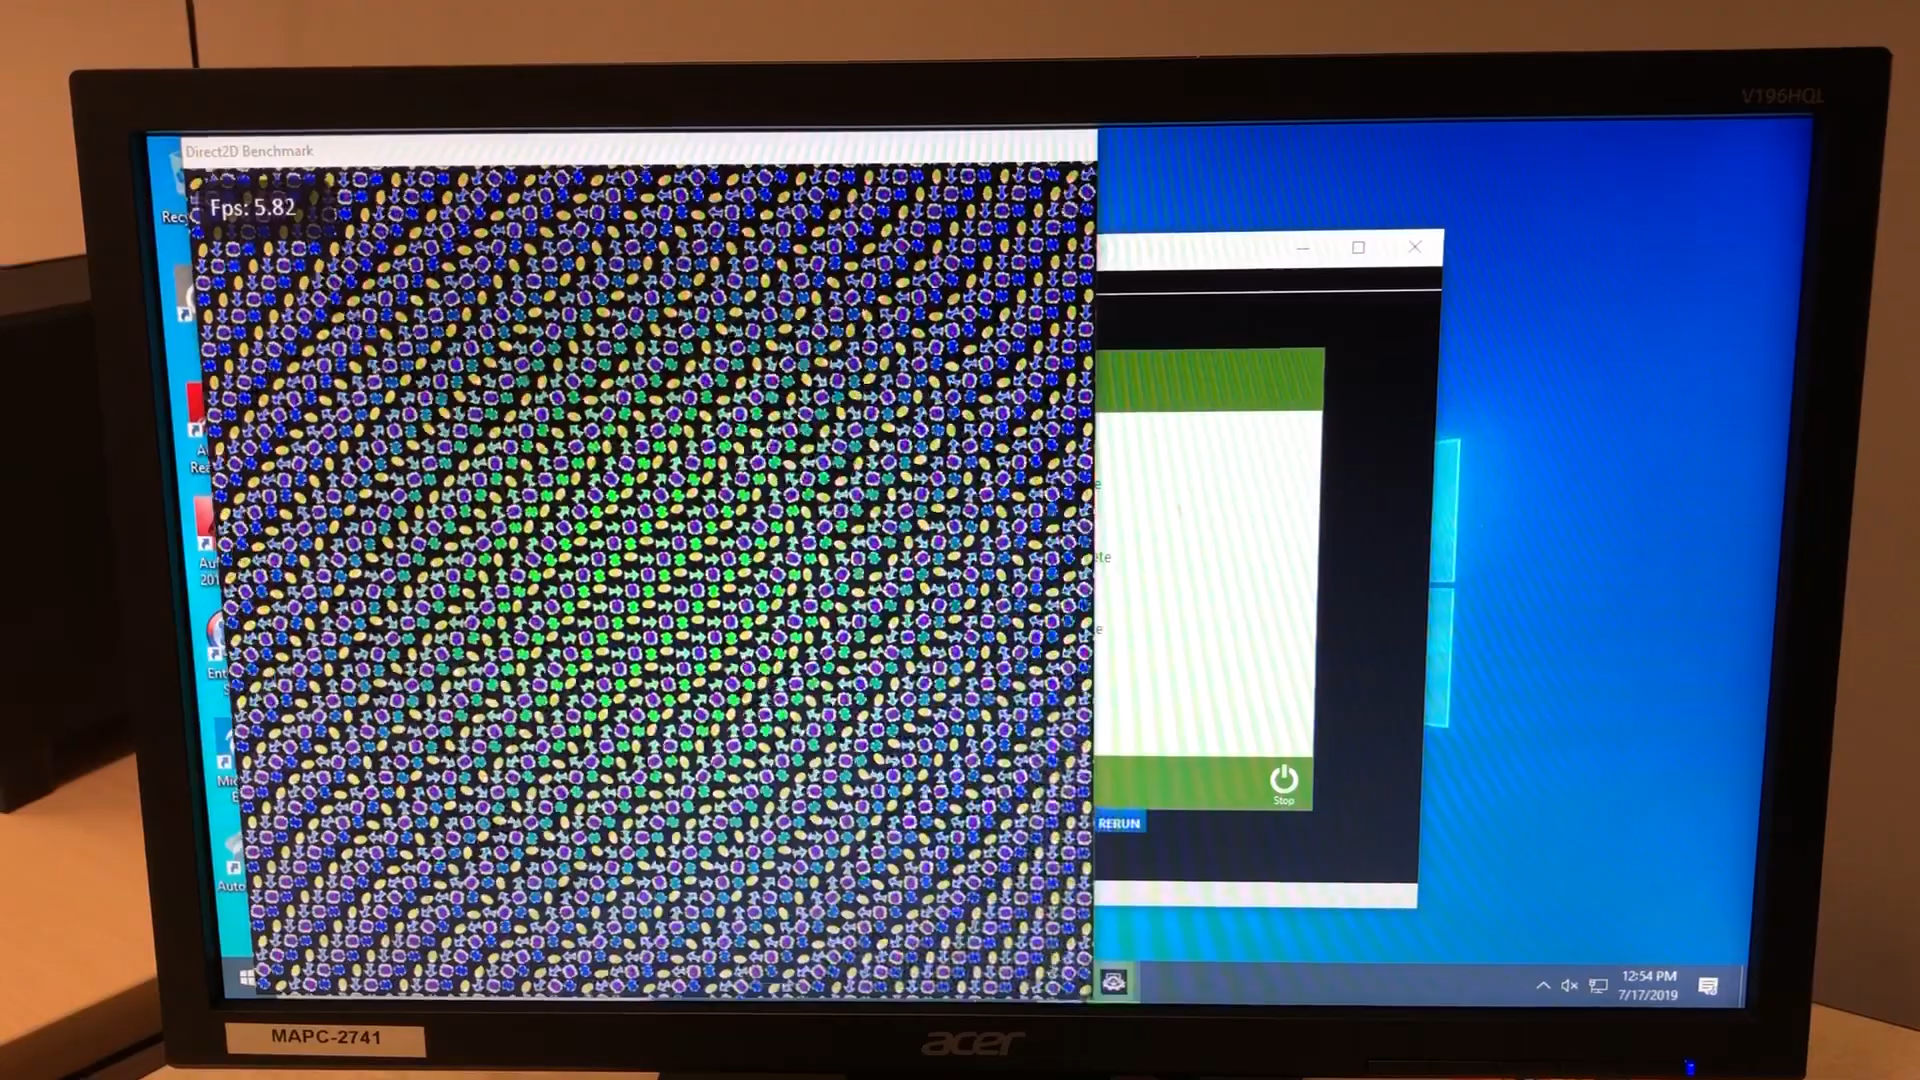 V196HQL
Direct2D Benchmark
Fps: 5.82
Stop
RERUN
12:54 PM
7/17/2019
MAPC-2741
acer